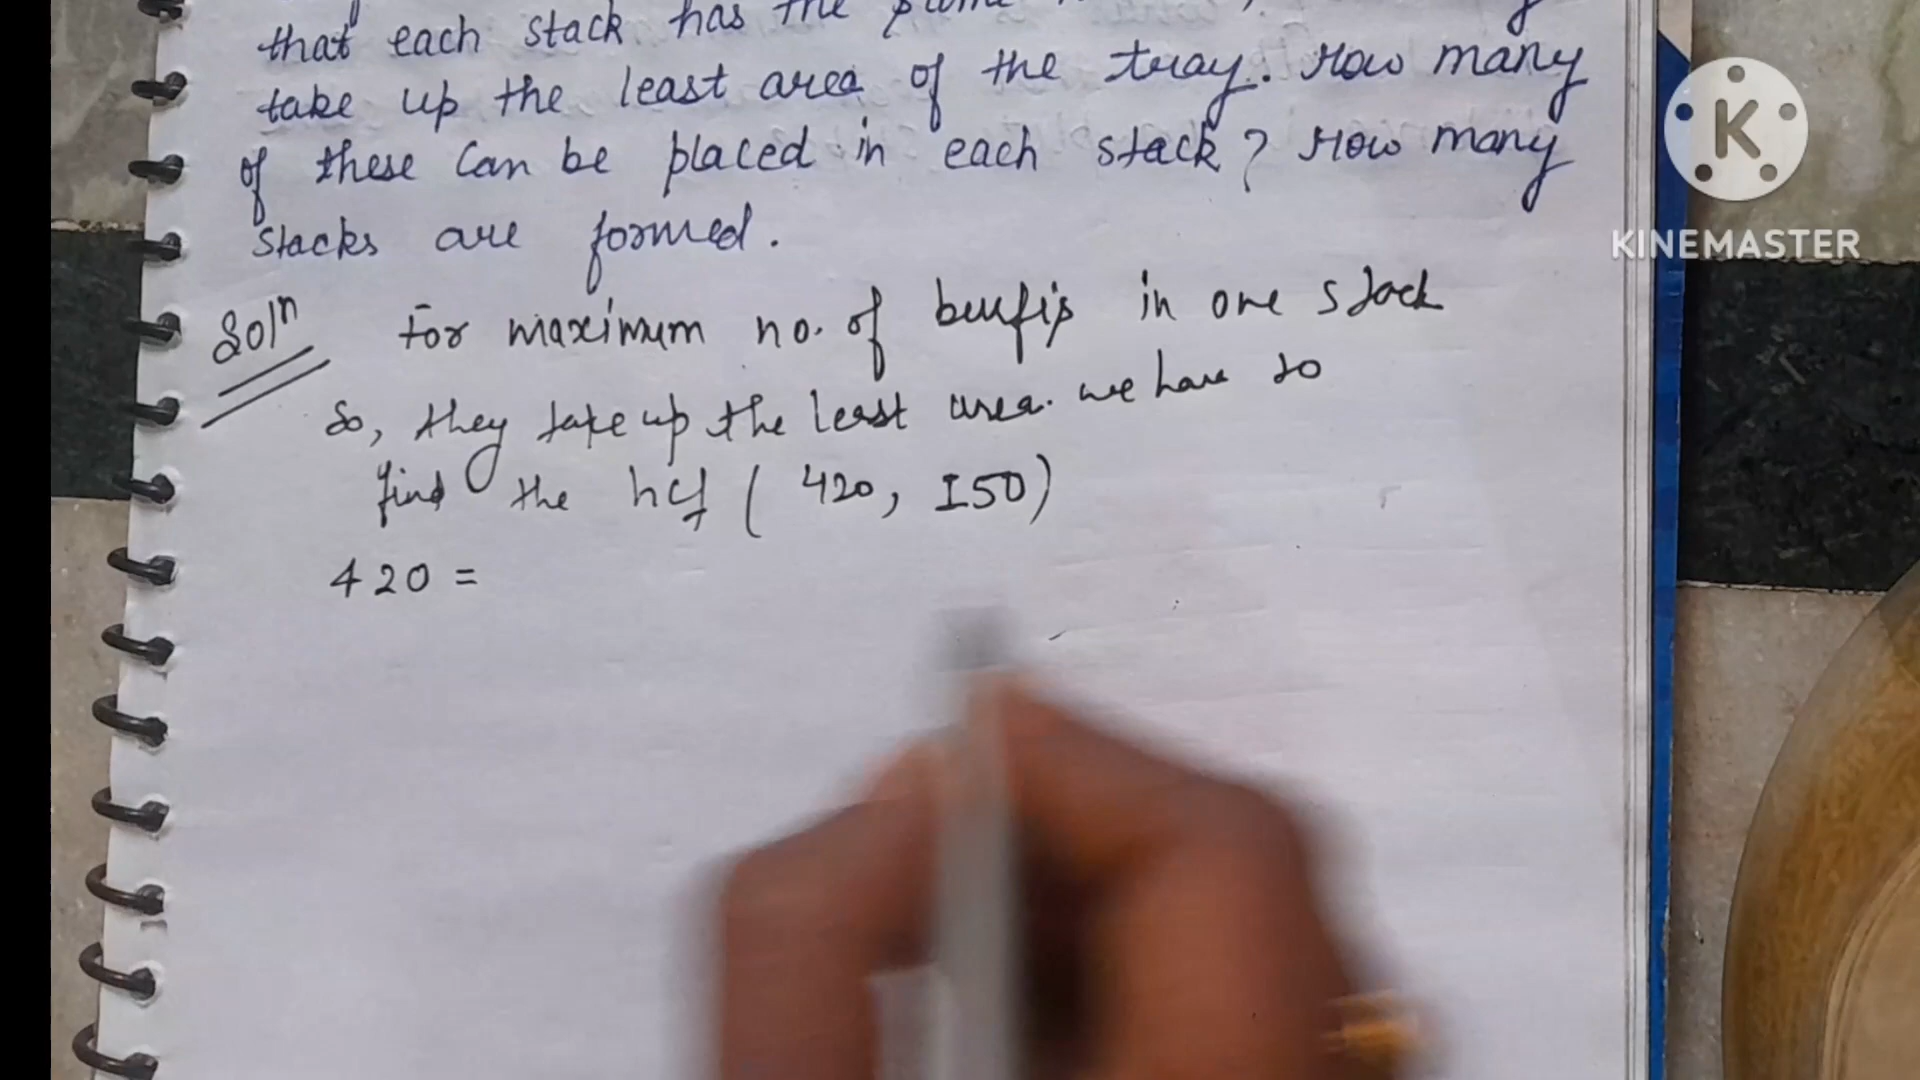 that each stack has the same
take up the least area of the tray. How many
of these can be placed in each stack? How many
stacks are formed.
Solⁿ For maximum no. of burfis in one stack
So, they take up the least area. we have to
find the hcf ( 420, 150)
420 =
K
KINEMASTER